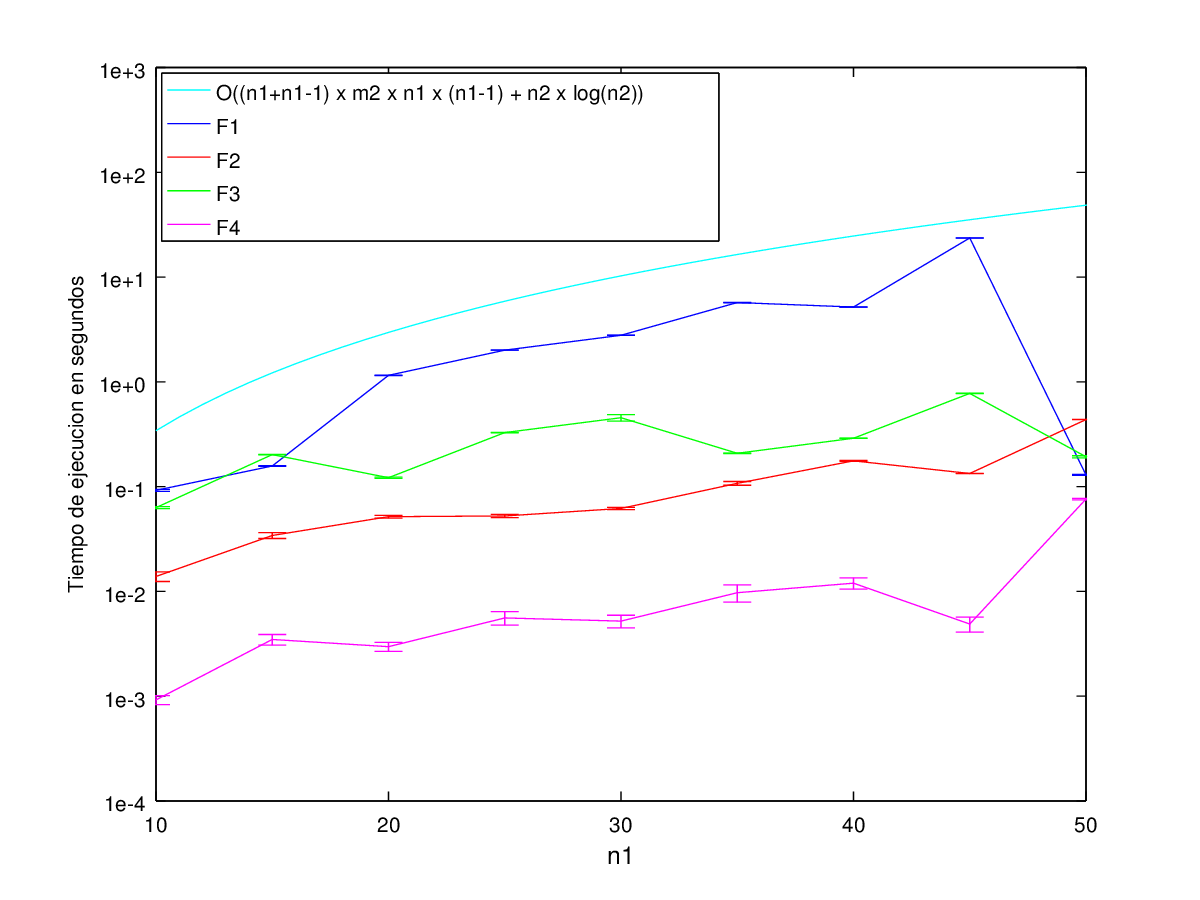 1e+3
1e+2
1e+1
1e+0
1e-1
1e-2
1e-3
1e-4
Tiempo de ejecucion en segundos
O((n1+n1-1) x m2 x n1 x (n1-1) + n2 x log(n2))
F1
F2
F3
F4
10
20
30
40
50
n1